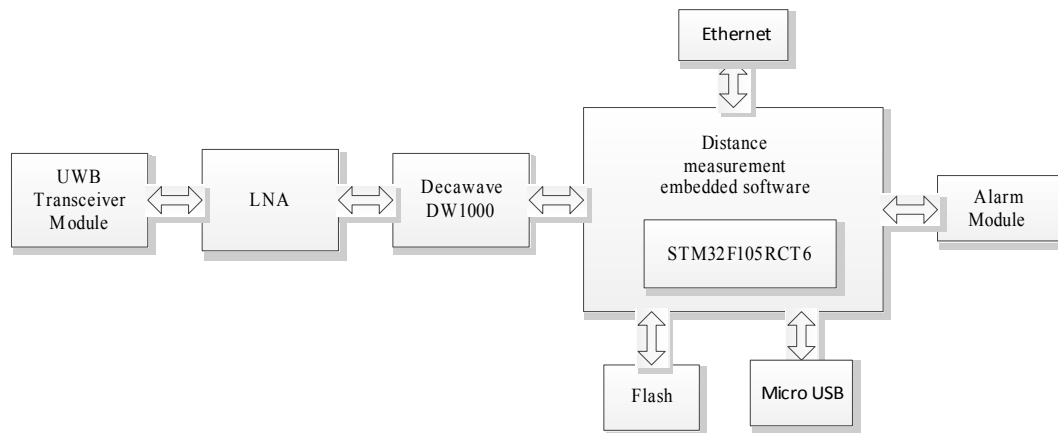 Ethernet
UWB
Transceiver
Module
LNA
Decawave
DW1000
Distance
measurement
embedded software
STM32F105RCT6
Alarm
Module
Flash
Micro USB